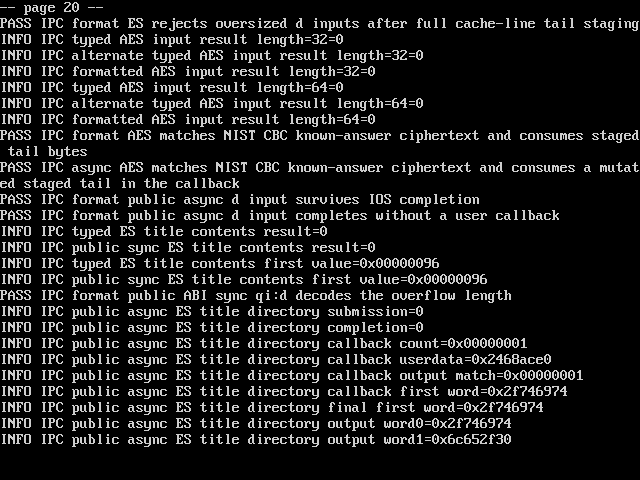 -- page 20 --
PASS IPC format ES rejects oversized d inputs after full cache-line tail staging
INFO IPC typed AES input result length=32=0
INFO IPC alternate typed AES input result length=32=0
INFO IPC formatted AES input result length=32=0
INFO IPC typed AES input result length=64=0
INFO IPC alternate typed AES input result length=64=0
INFO IPC formatted AES input result length=64=0
PASS IPC format AES matches NIST CBC known-answer ciphertext and consumes staged
 tail bytes
PASS IPC async AES matches NIST CBC known-answer ciphertext and consumes a mutat
ed staged tail in the callback
PASS IPC format public async d input survives IOS completion
PASS IPC format public async d input completes without a user callback
INFO IPC typed ES title contents result=0
INFO IPC public sync ES title contents result=0
INFO IPC typed ES title contents first value=0x00000096
INFO IPC public sync ES title contents first value=0x00000096
PASS IPC format public ABI sync qi:d decodes the overflow length
INFO IPC public async ES title directory submission=0
INFO IPC public async ES title directory completion=0
INFO IPC public async ES title directory callback count=0x00000001
INFO IPC public async ES title directory callback userdata=0x2468ace0
INFO IPC public async ES title directory callback output match=0x00000001
INFO IPC public async ES title directory callback first word=0x2f746974
INFO IPC public async ES title directory final first word=0x2f746974
INFO IPC public async ES title directory output word0=0x2f746974
INFO IPC public async ES title directory output word1=0x6c652f30